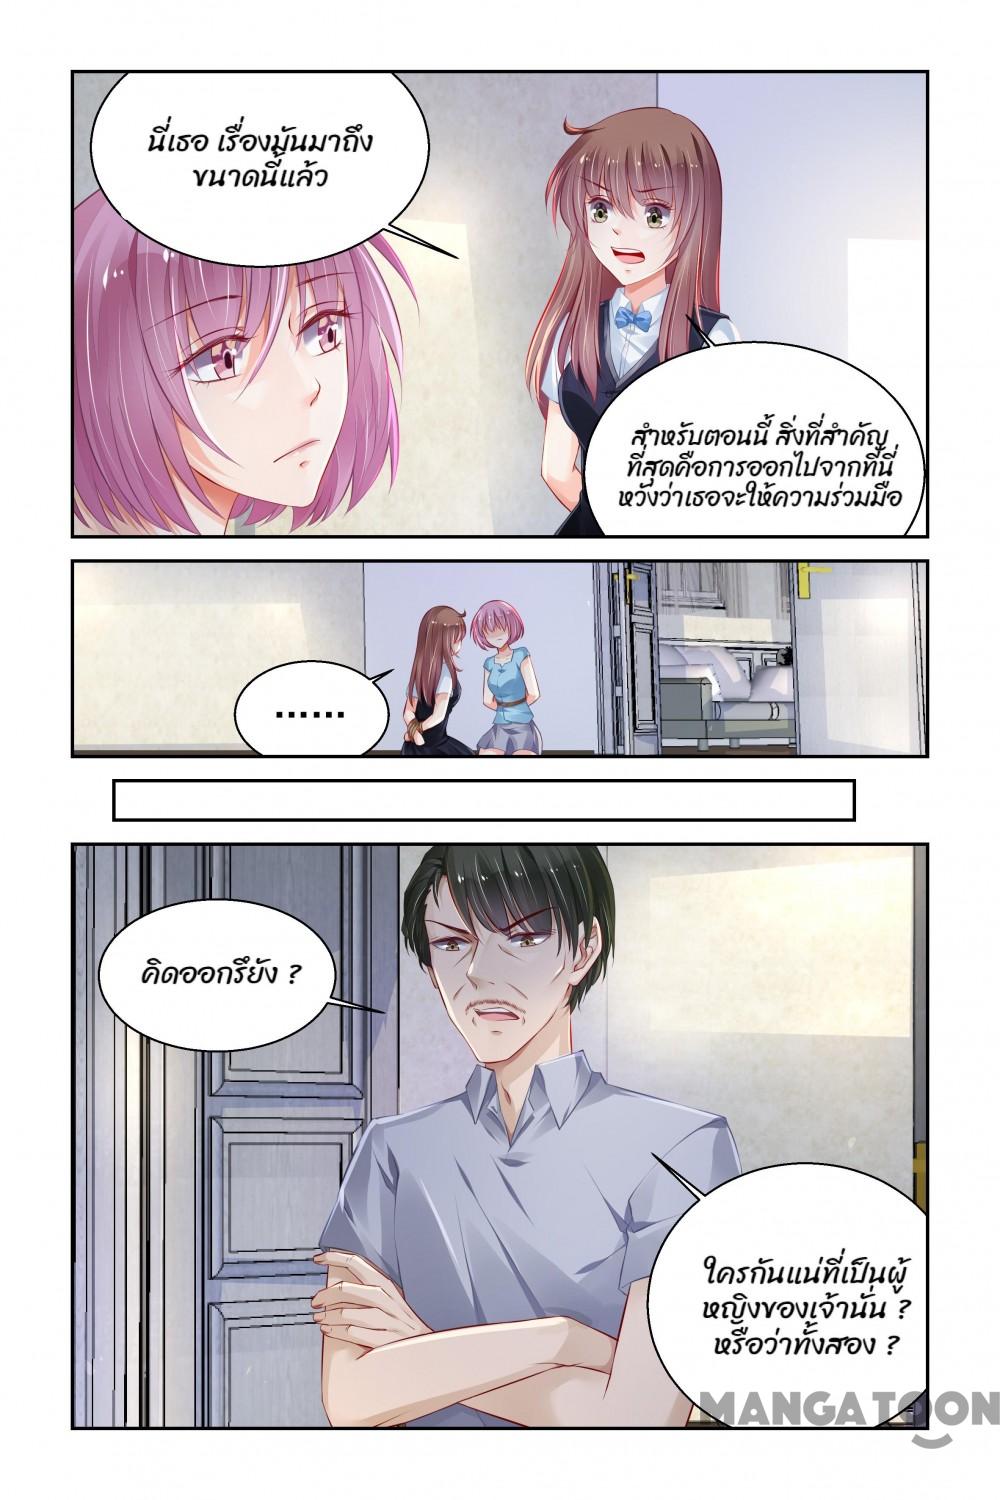 นี่เธอ เรื่องมันมาถึง
ขนาดนี้แล้ว
สำหรับตอนนี้ สิ่งที่สำคัญ
ที่สุดคือการออกไปจากที่นี่
หวังว่าเธอจะให้ความร่วมมือ
......
คิดออกรึยัง ?
ใครกันแน่ที่เป็นผู้
หญิงของเจ้านั่น ?
หรือว่าทั้งสอง ?
MANGATOON